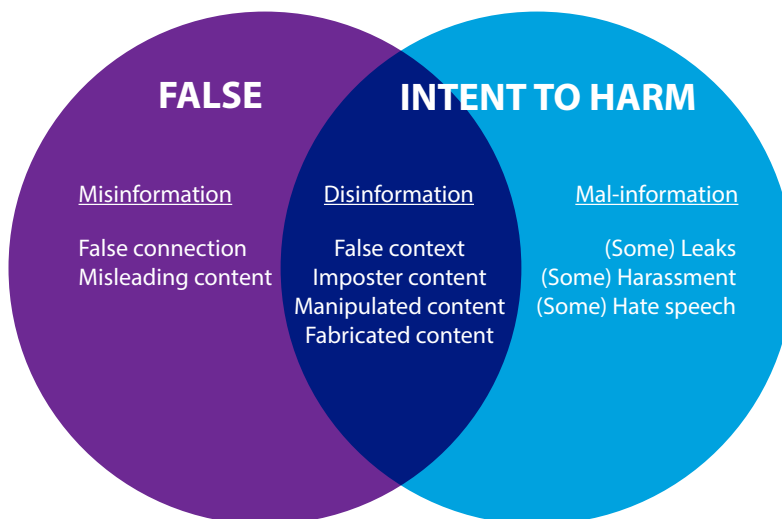 FALSE
INTENT TO HARM
Misinformation
False connection
Misleading content
Disinformation
False context
Imposter content
Manipulated content
Fabricated content
Mal-information
(Some) Leaks
(Some) Harassment
(Some) Hate speech